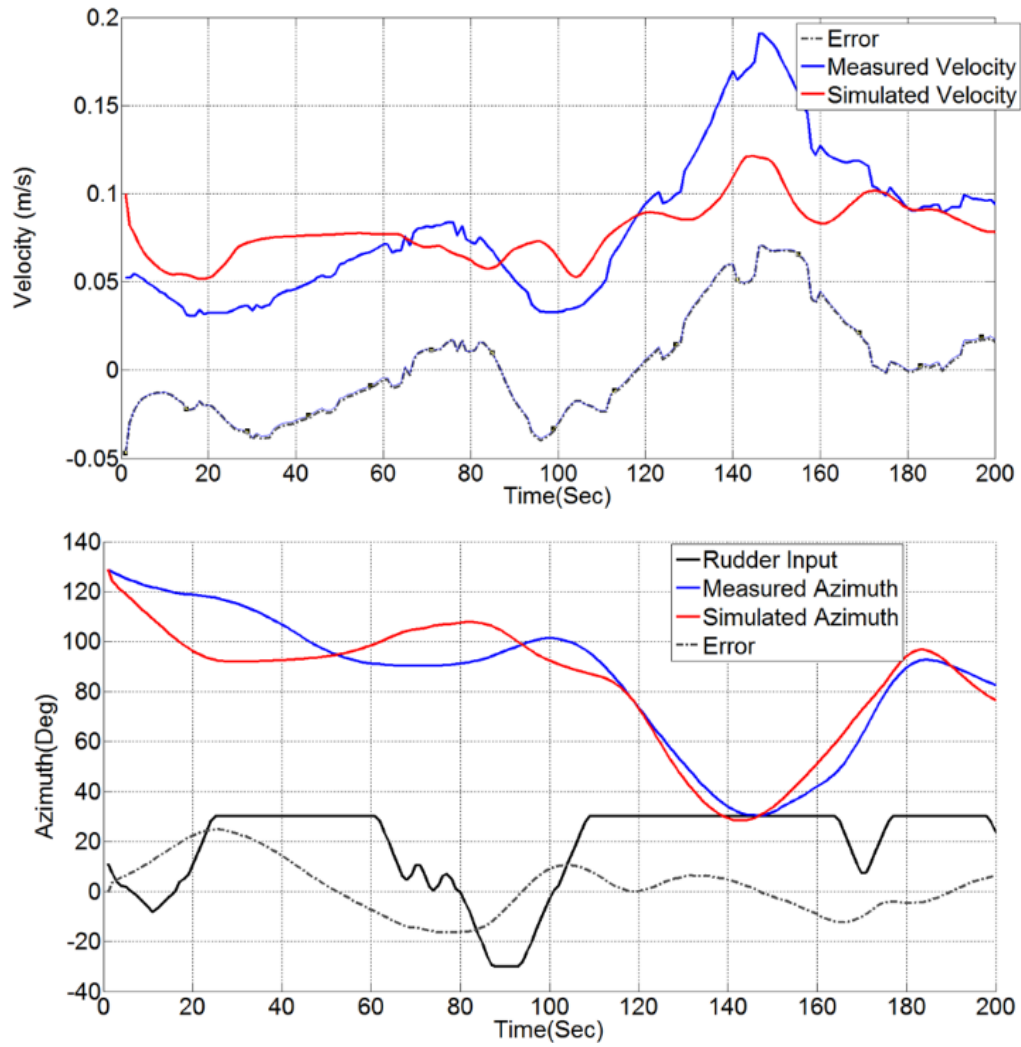 0.2
0.15
0.1
0.05
0
-0.05
Velocity (m/s)
Error
Measured Velocity
Simulated Velocity
0 20 40 60 80 100 120 140 160 180 200
Time(Sec)
140
120
100
80
60
40
20
0
-20
-40
Azimuth(Deg)
Rudder Input
Measured Azimuth
Simulated Azimuth
Error
0 20 40 60 80 100 120 140 160 180 200
Time(Sec)